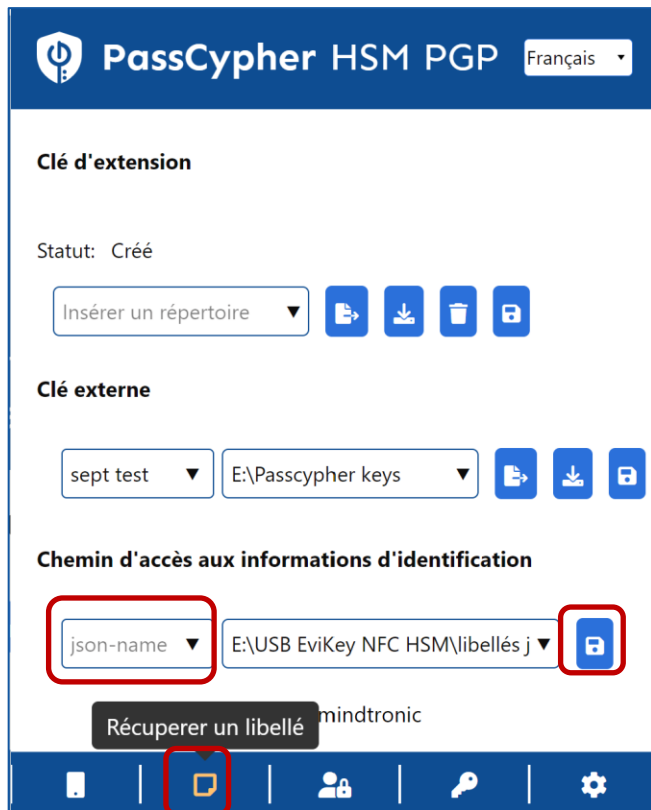 PassCypher HSM PGP Français
Clé d'extension
Statut: Créé
Insérer un répertoire
Clé externe
sept test E:\Passcypher keys
Chemin d'accès aux informations d'identification
json-name E:\USB EviKey NFC HSM\libellés j
mindtronic
Récuperer un libellé